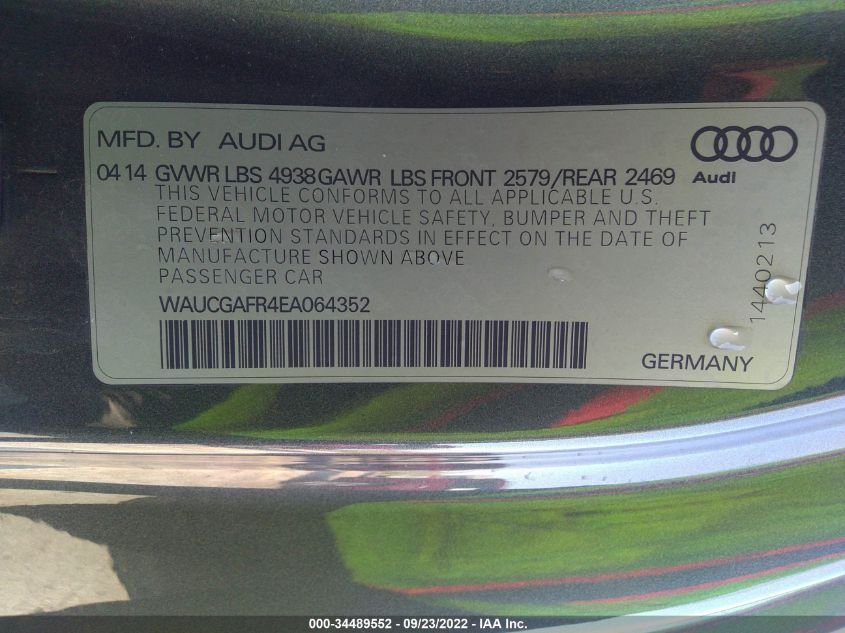 MFD. BY AUDI AG
0414 GVWR LBS 4938 GAWR LBS FRONT 2579/REAR 2469
Audi
THIS VEHICLE CONFORMS TO ALL APPLICABLE U.S.
FEDERAL MOTOR VEHICLE SAFETY, BUMPER AND THEFT
PREVENTION STANDARDS IN EFFECT ON THE DATE OF
MANUFACTURE SHOWN ABOVE
PASSENGER CAR
WAUCGAFR4EA064352
1440213
GERMANY
000-34489552 - 09/23/2022 - IAA Inc.